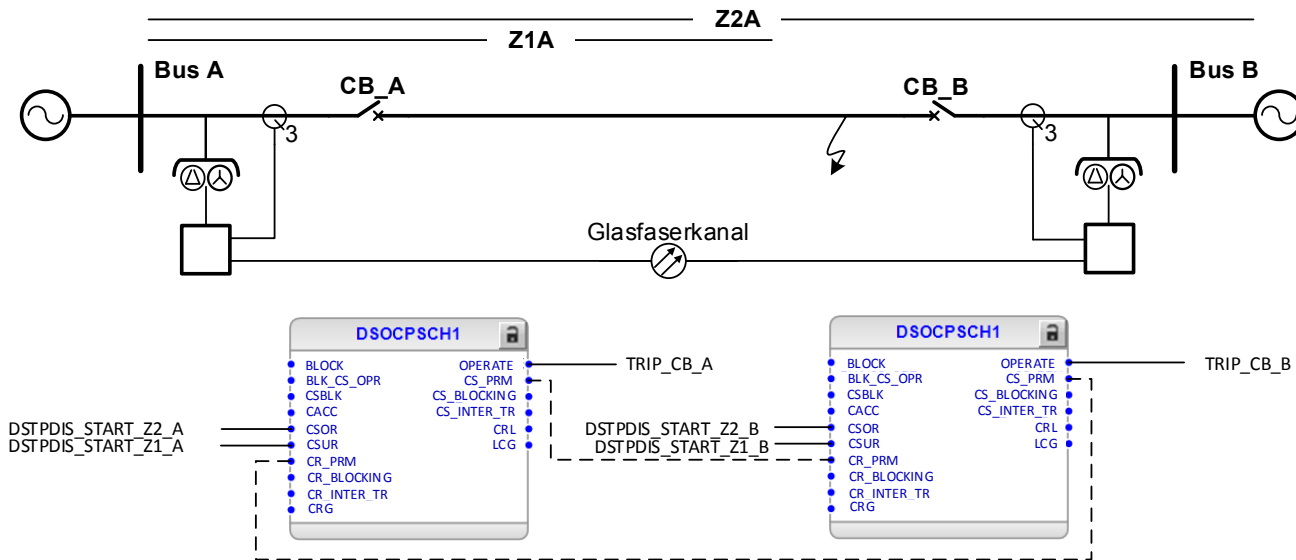 Z2A
Z1A
Bus A
CB_A
CB_B
Bus B
3
3
Glasfaserkanal
DSOCPSCH1
BLOCK
OPERATE
TRIP_CB_A
BLK_CS_OPR
CS_PRM
CSBLK
CS_BLOCKING
CACC
CS_INTER_TR
DSTPDIS_START_Z2_A
CSOR
CRL
DSTPDIS_START_Z1_A
CSUR
LCG
CR_PRM
CR_BLOCKING
CR_INTER_TR
CRG
DSOCPSCH1
BLOCK
OPERATE
TRIP_CB_B
BLK_CS_OPR
CS_PRM
CSBLK
CS_BLOCKING
CACC
CS_INTER_TR
DSTPDIS_START_Z2_B
CSOR
CRL
DSTPDIS_START_Z1_B
CSUR
LCG
CR_PRM
CR_BLOCKING
CR_INTER_TR
CRG